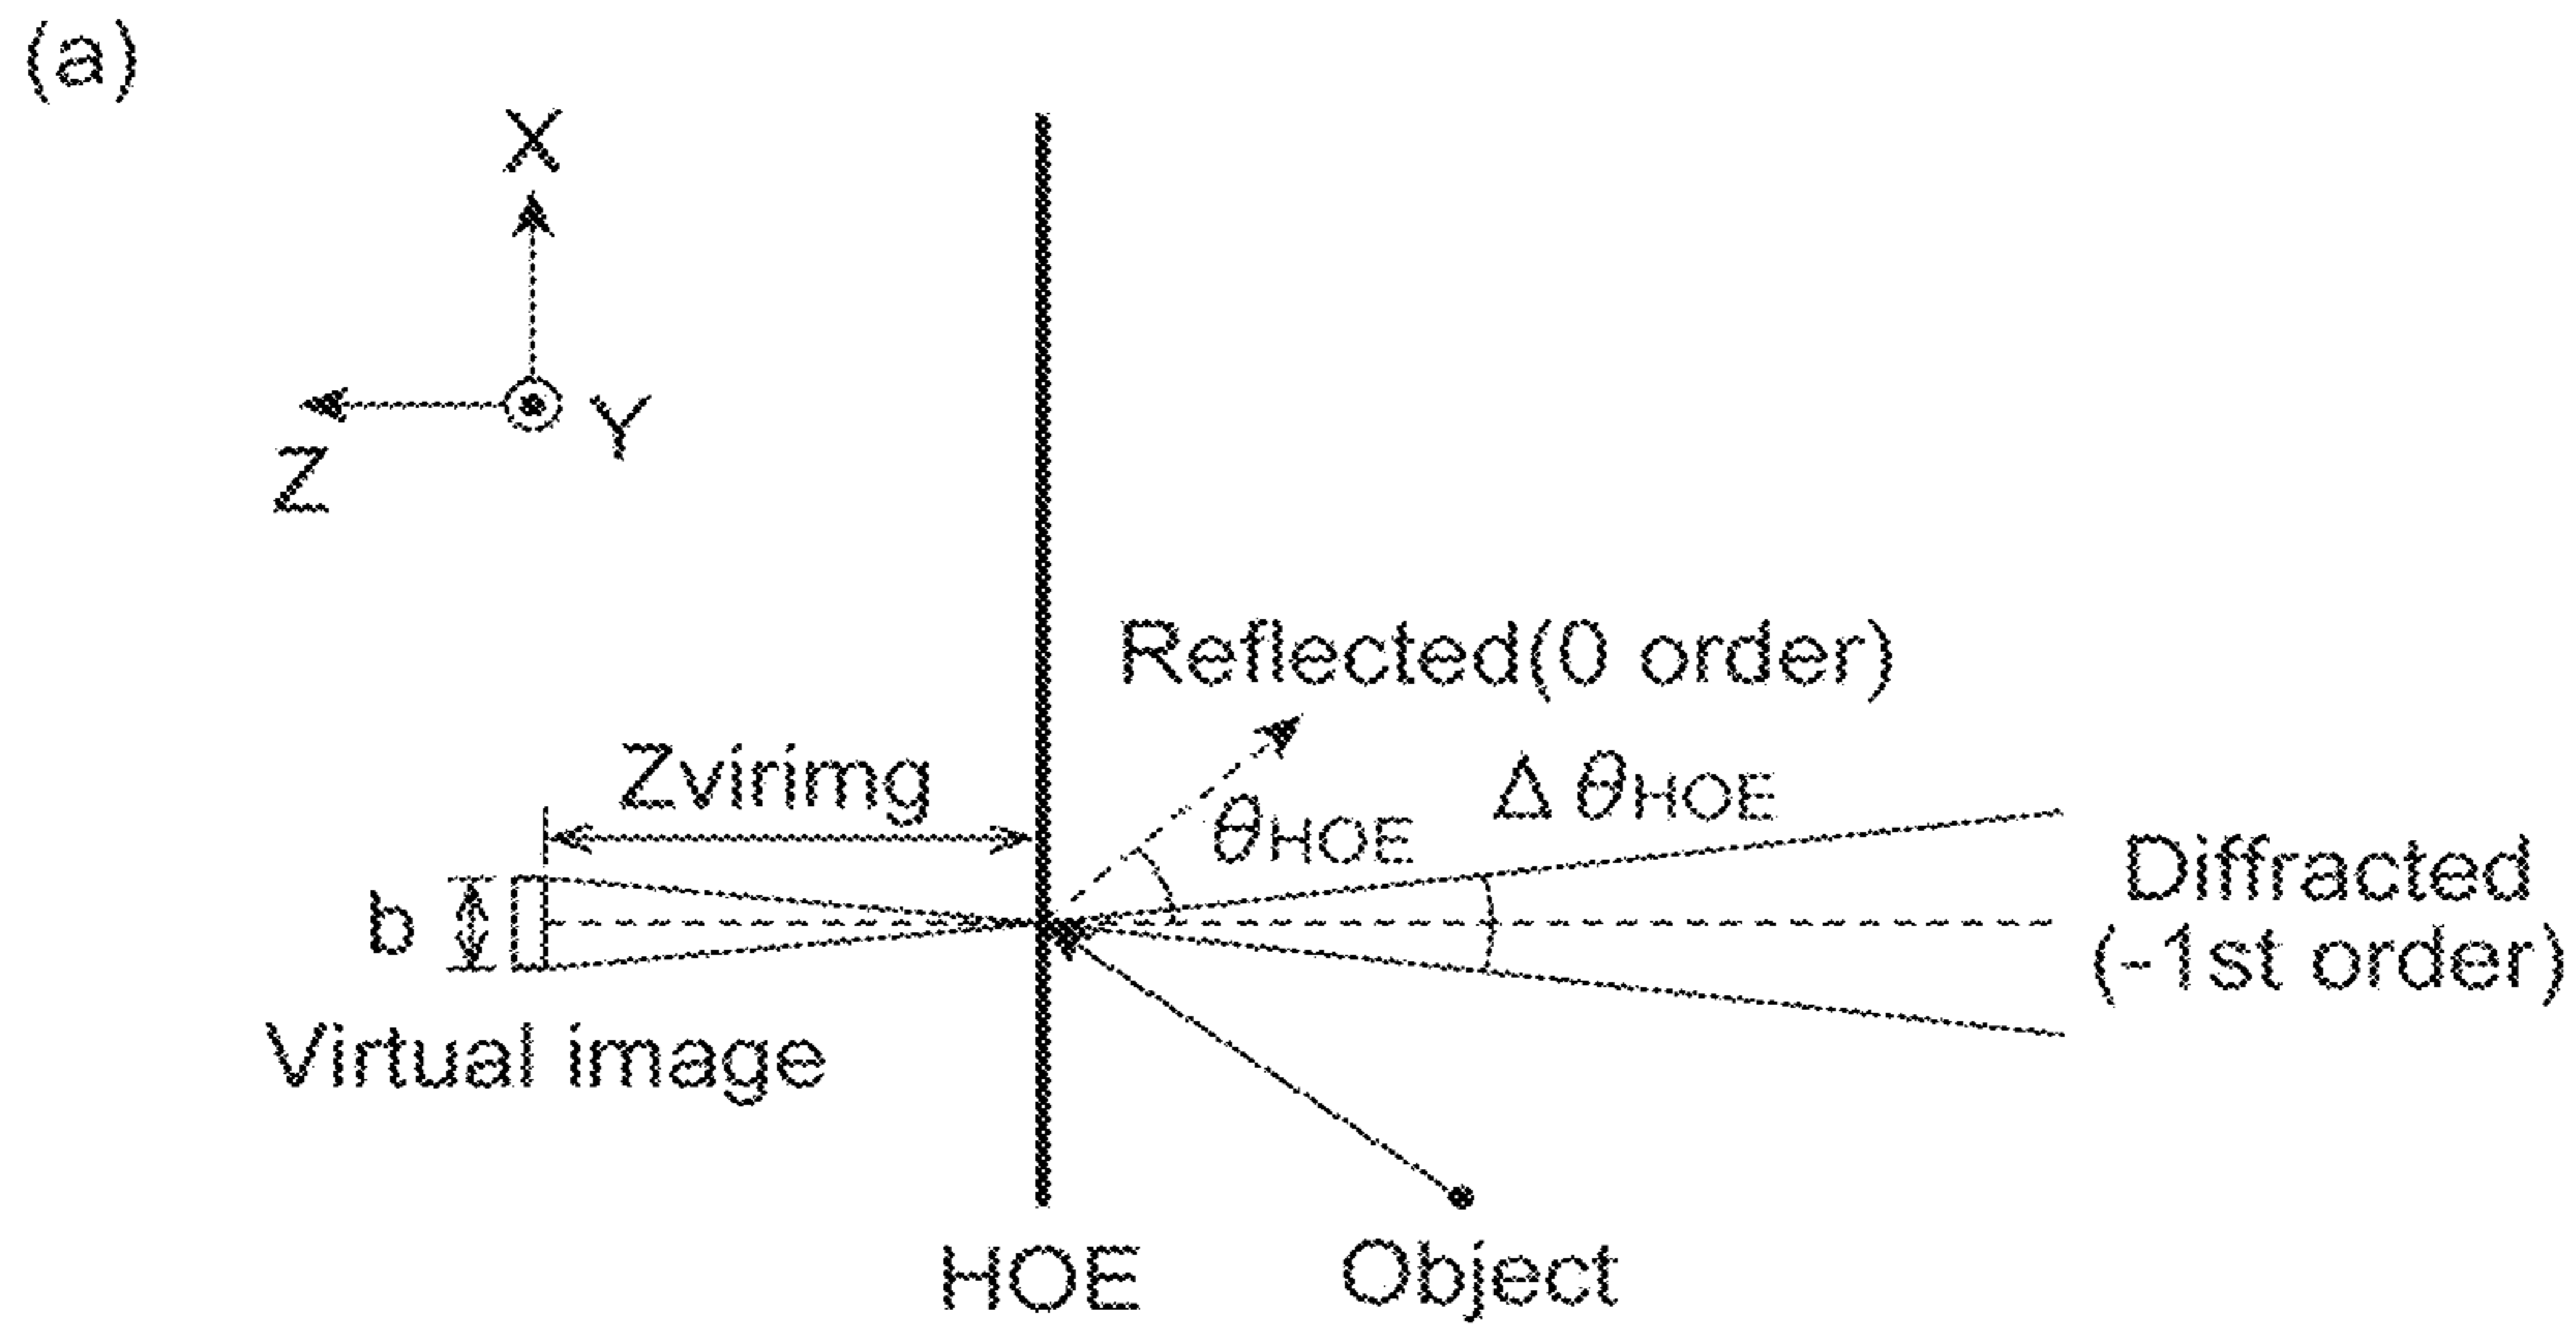 (a)
X
Y
Z
Reflected(0 order)
Zvirimg
θHOE
Δ θHOE
b
Diffracted
(-1st order)
Virtual image
HOE
Object